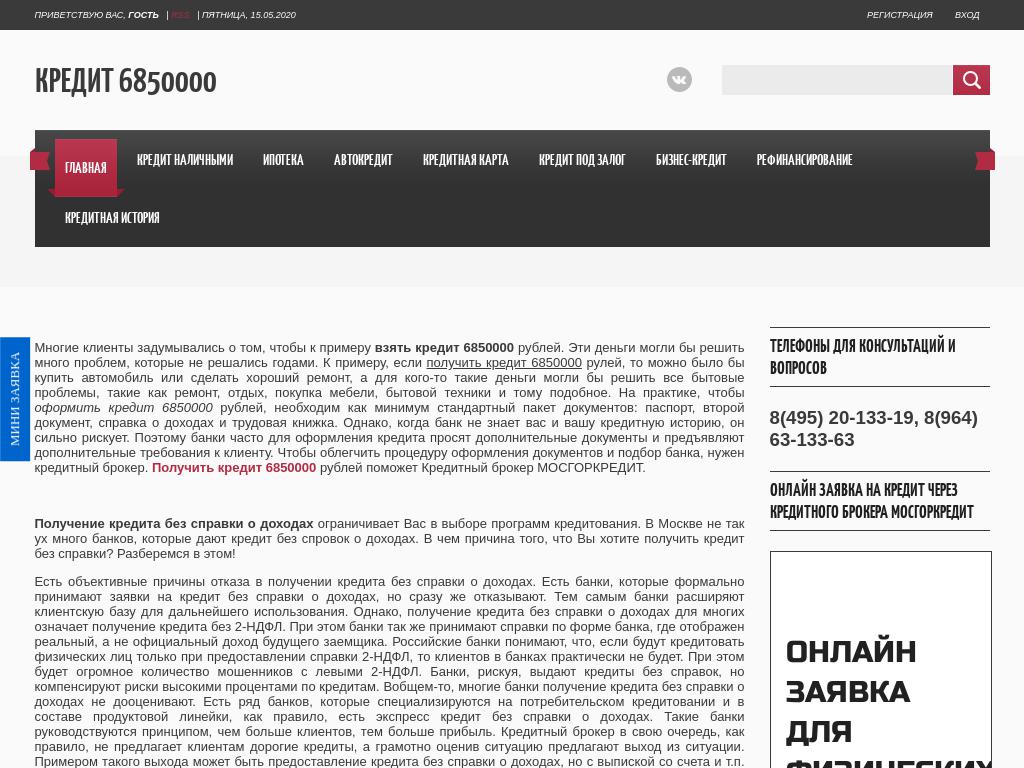 ПРИВЕТСТВУЮ ВАС, ГОСТЬ | RSS | ПЯТНИЦА, 15.05.2020
РЕГИСТРАЦИЯ ВХОД
КРЕДИТ 6850000
ГЛАВНАЯ КРЕДИТ НАЛИЧНЫМИ ИПОТЕКА АВТОКРЕДИТ КРЕДИТНАЯ КАРТА КРЕДИТ ПОД ЗАЛОГ БИЗНЕС-КРЕДИТ РЕФИНАНСИРОВАНИЕ
КРЕДИТНАЯ ИСТОРИЯ
МИНИ ЗАЯВКА
Многие клиенты задумывались о том, чтобы к примеру взять кредит 6850000 рублей. Эти деньги могли бы решить
много проблем, которые не решались годами. К примеру, если получить кредит 6850000 рулей, то можно было бы
купить автомобиль или сделать хороший ремонт, а для кого-то такие деньги могли бы решить все бытовые
проблемы, такие как ремонт, отдых, покупка мебели, бытовой техники и тому подобное. На практике, чтобы
оформить кредит 6850000 рублей, необходим как минимум стандартный пакет документов: паспорт, второй
документ, справка о доходах и трудовая книжка. Однако, когда банк не знает вас и вашу кредитную историю, он
сильно рискует. Поэтому банки часто для оформления кредита просят дополнительные документы и предъявляют
дополнительные требования к клиенту. Чтобы облегчить процедуру оформления документов и подбор банка, нужен
кредитный брокер. Получить кредит 6850000 рублей поможет Кредитный брокер МОСГОРКРЕДИТ.
Получение кредита без справки о доходах ограничивает Вас в выборе программ кредитования. В Москве не так
ух много банков, которые дают кредит без спровок о доходах. В чем причина того, что Вы хотите получить кредит
без справки? Разберемся в этом!
Есть объективные причины отказа в получении кредита без справки о доходах. Есть банки, которые формально
принимают заявки на кредит без справки о доходах, но сразу же отказывают. Тем самым банки расширяют
клиентскую базу для дальнейшего использования. Однако, получение кредита без справки о доходах для многих
означает получение кредита без 2-НДФЛ. При этом банки так же принимают справки по форме банка, где отображен
реальный, а не официальный доход будущего заемщика. Российские банки понимают, что, если будут кредитовать
физических лиц только при предоставлении справки 2-НДФЛ, то клиентов в банках практически не будет. При этом
будет огромное количество мошенников с левыми 2-НДФЛ. Банки, рискуя, выдают кредиты без справок, но
компенсируют риски высокими процентами по кредитам. Вобщем-то, многие банки получение кредита без справки о
доходах не дооценивают. Есть ряд банков, которые специализируются на потребительском кредитовании и в
составе продуктовой линейки, как правило, есть экспресс кредит без справки о доходах. Такие банки
руководствуются принципом, чем больше клиентов, тем больше прибыль. Кредитный брокер в свою очередь, как
правило, не предлагает клиентам дорогие кредиты, а грамотно оценив ситуацию предлагают выход из ситуации.
Примером такого выхода может быть предоставление кредита без справки о доходах, но с выпиской со счета и т.п.
ТЕЛЕФОНЫ ДЛЯ КОНСУЛЬТАЦИЙ И
ВОПРОСОВ
8(495) 20-133-19, 8(964)
63-133-63
ОНЛАЙН ЗАЯВКА НА КРЕДИТ ЧЕРЕЗ
КРЕДИТНОГО БРОКЕРА МОСГОРКРЕДИТ
ОНЛАЙН
ЗАЯВКА
ДЛЯ
ФИЗИЧЕСКИХ